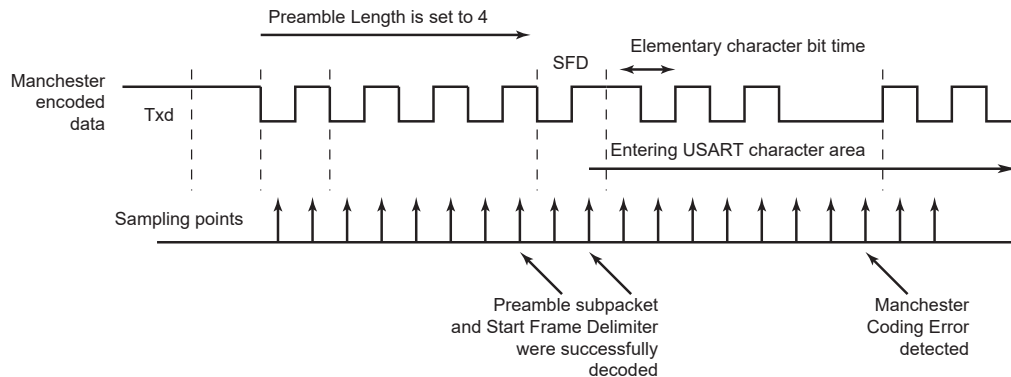 Preamble Length is set to 4
Elementary character bit time
SFD
Manchester
encoded
data
Txd
Entering USART character area
Sampling points
Preamble subpacket
and Start Frame Delimiter
were successfully
decoded
Manchester
Coding Error
detected